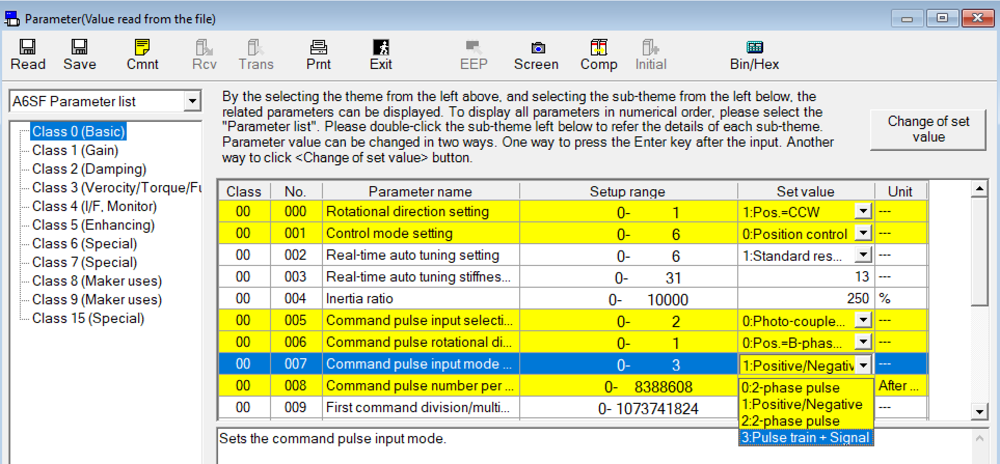 Parameter(Value read from the file)
Read Save Cmnt Rcv Trans Prnt Exit EEP Screen Comp Initial Bin/Hex
A6SF Parameter list
Class 0 (Basic)
Class 1 (Gain)
Class 2 (Damping)
Class 3 (Verocity/Torque/Fu
Class 4 (I/F, Monitor)
Class 5 (Enhancing)
Class 6 (Special)
Class 7 (Special)
Class 8 (Maker uses)
Class 9 (Maker uses)
Class 15 (Special)
By the selecting the theme from the left above, and selecting the sub-theme from the left below, the
related parameters can be displayed. To display all parameters in numerical order, please select the
"Parameter list". Please double-click the sub-theme left below to refer the details of each sub-theme.
Parameter value can be changed in two ways. One way to press the Enter key after the input. Another
way to click <Change of set value> button.
Change of set
value
Class No. Parameter name Setup range Set value Unit
00 000 Rotational direction setting 0- 1 1:Pos.=CCW ---
00 001 Control mode setting 0- 6 0:Position control ---
00 002 Real-time auto tuning setting 0- 6 1:Standard res... ---
00 003 Real-time auto tuning stiffnes... 0- 31 13 ---
00 004 Inertia ratio 0- 10000 250 %
00 005 Command pulse input selecti... 0- 2 0:Photo-couple... ---
00 006 Command pulse rotational di... 0- 1 0:Pos.=B-phas... ---
00 007 Command pulse input mode ... 0- 3 1:Positive/Negativ ---
00 008 Command pulse number per ... 0- 8388608 After ...
00 009 First command division/multi... 0- 1073741824 ---
0:2-phase pulse
1:Positive/Negative
2:2-phase pulse
3:Pulse train + Signal
Sets the command pulse input mode.